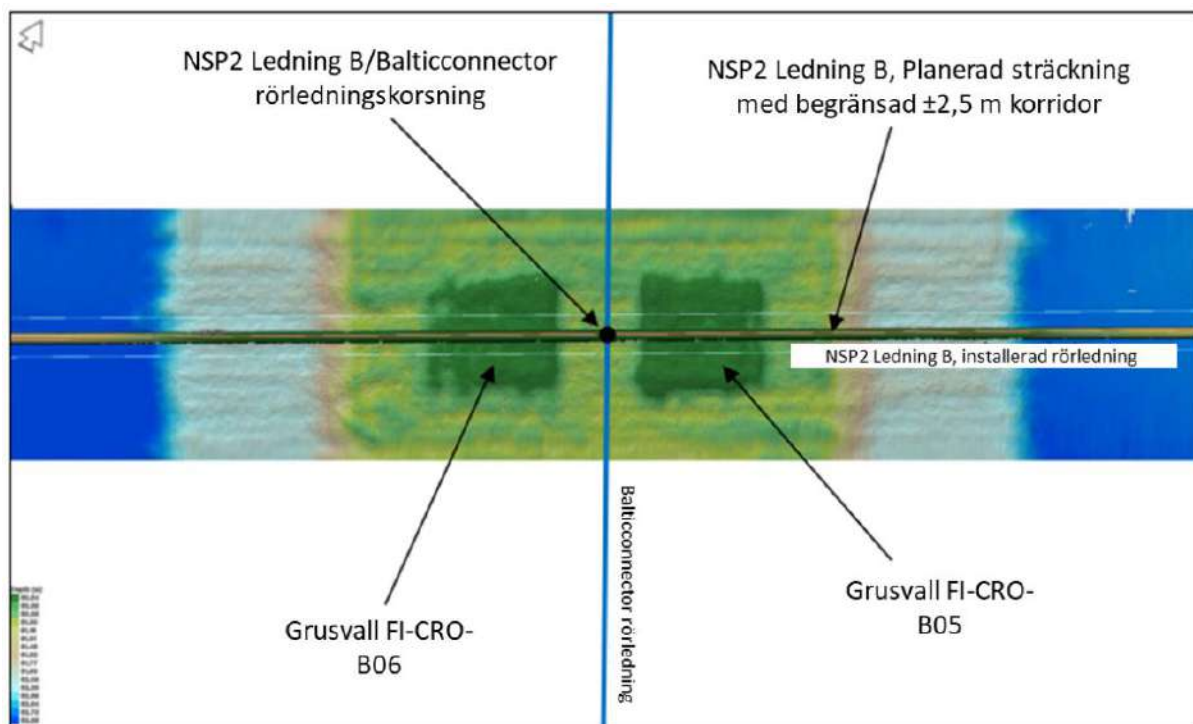 NSP2 Ledning B/Balticconnector
rörledningskorsning
NSP2 Ledning B, Planerad sträckning
med begränsad ±2,5 m korridor
NSP2 Ledning B, installerad rörledning
Balticconnector rörledning
Grusvall FI-CRO-
B06
Grusvall FI-CRO-
B05